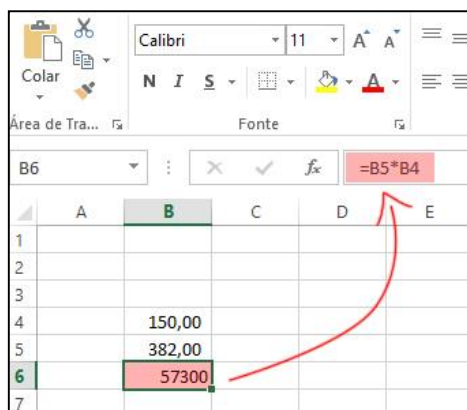 Calibri 11 A A
Colar
N I S A
Área de Tra... Fonte
B6 fx =B5*B4
A B C D E
1
2
3
4 150,00
5 382,00
6 57300
7